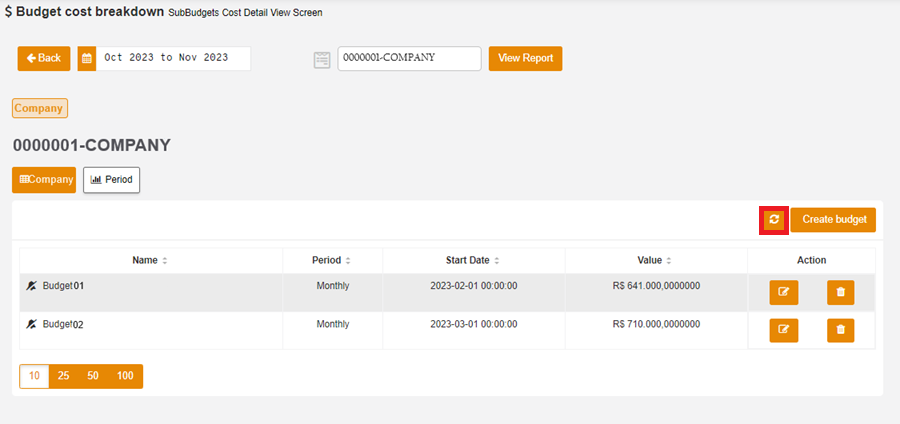 $ Budget cost breakdown SubBudgets Cost Detail View Screen
Back Oct 2023 to Nov 2023 0000001-COMPANY View Report
Company
0000001-COMPANY
Company Period
Create budget
Name Period Start Date Value Action
Budget01 Monthly 2023-02-01 00:00:00 R$ 641.000,0000000
Budget02 Monthly 2023-03-01 00:00:00 R$ 710.000,0000000
10 25 50 100